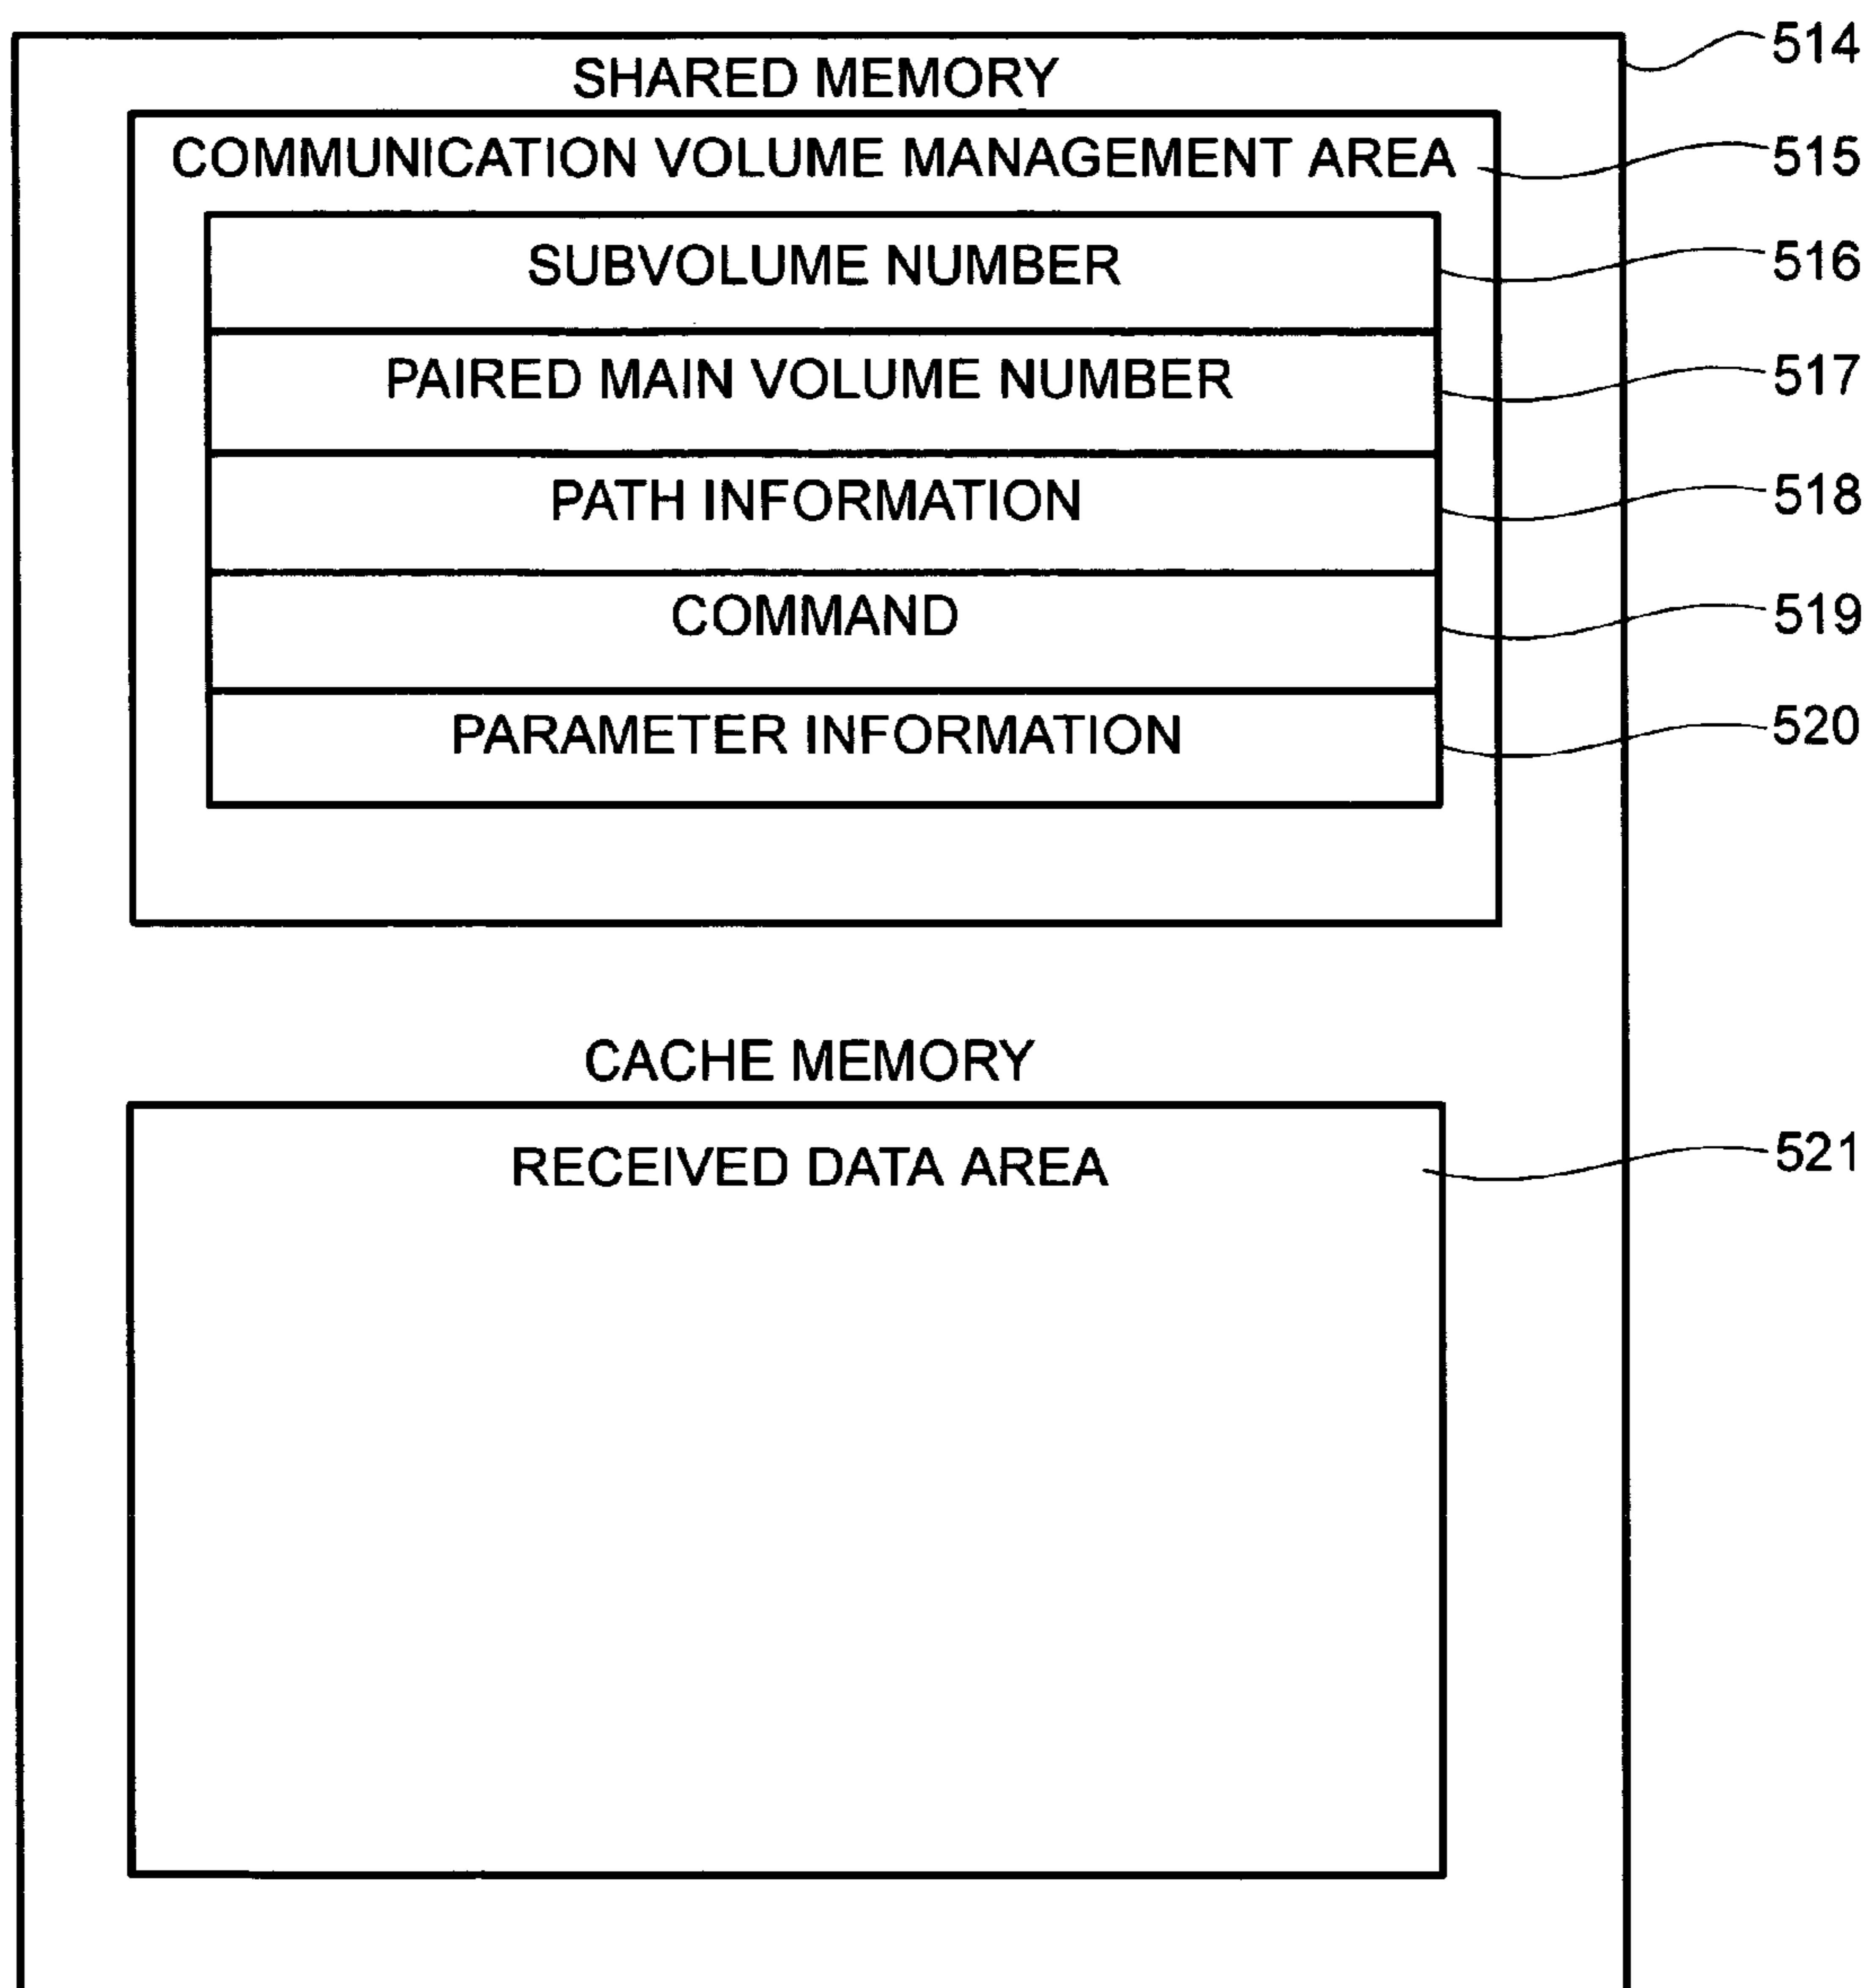 514
SHARED MEMORY
COMMUNICATION VOLUME MANAGEMENT AREA
515
SUBVOLUME NUMBER
516
PAIRED MAIN VOLUME NUMBER
517
PATH INFORMATION
518
COMMAND
519
PARAMETER INFORMATION
520
CACHE MEMORY
RECEIVED DATA AREA
521